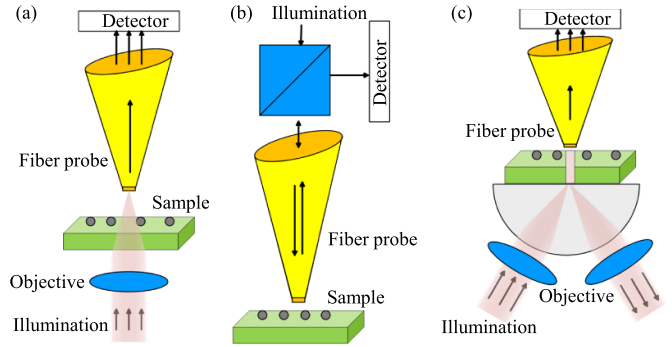 (a)
Detector
Fiber probe
Sample
Objective
Illumination
(b)
Illumination
Detector
Fiber probe
Sample
(c)
Detector
Fiber probe
Objective
Illumination